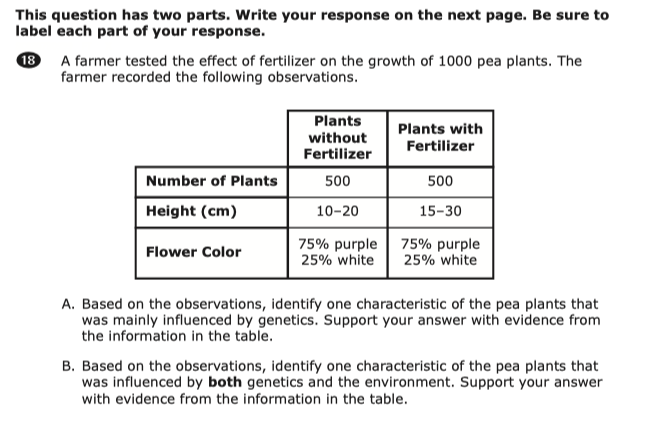 This question has two parts. Write your response on the next page. Be sure to
label each part of your response.
18 A farmer tested the effect of fertilizer on the growth of 1000 pea plants. The
farmer recorded the following observations.
Plants without Fertilizer Plants with Fertilizer
Number of Plants 500 500
Height (cm) 10–20 15–30
Flower Color 75% purple 25% white 75% purple 25% white
A. Based on the observations, identify one characteristic of the pea plants that
was mainly influenced by genetics. Support your answer with evidence from
the information in the table.
B. Based on the observations, identify one characteristic of the pea plants that
was influenced by both genetics and the environment. Support your answer
with evidence from the information in the table.